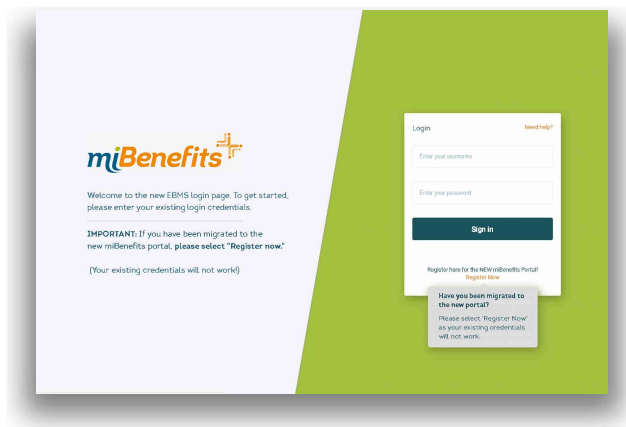 miBenefits
Welcome to the new EBMS login page. To get started,
please enter your existing login credentials.
IMPORTANT: If you have been migrated to the
new miBenefits portal, please select "Register now."
(Your existing credentials will not work!)
Login
Need help?
Enter your username
Enter your password
Sign in
Register here for the NEW miBenefits Portal!
Register Now
Have you been migrated to
the new portal?
Please select 'Register Now'
as your existing credentials
will not work.